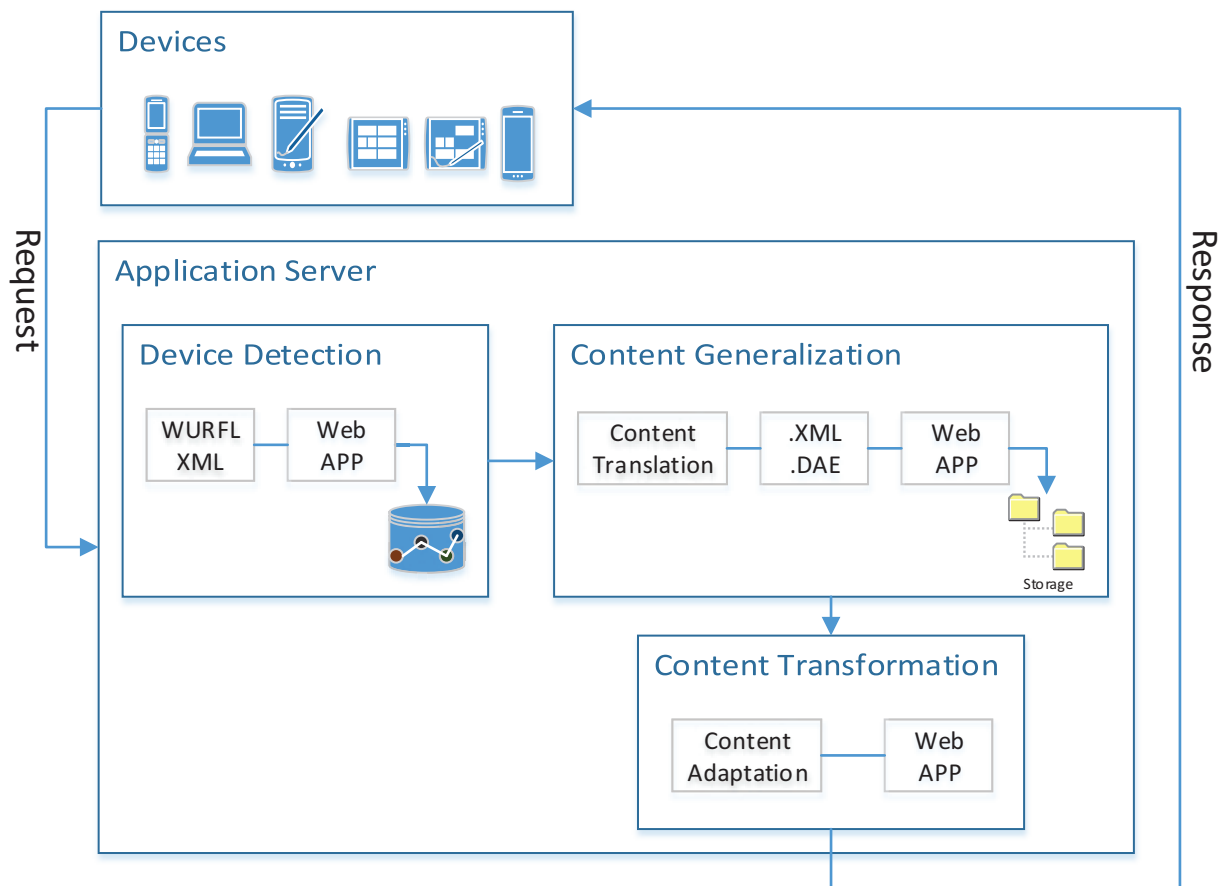 Devices
Request
Response
Application Server
Device Detection
WURFL
XML
Web
APP
Content Generalization
Content
Translation
.XML
.DAE
Web
APP
Storage
Content Transformation
Content
Adaptation
Web
APP